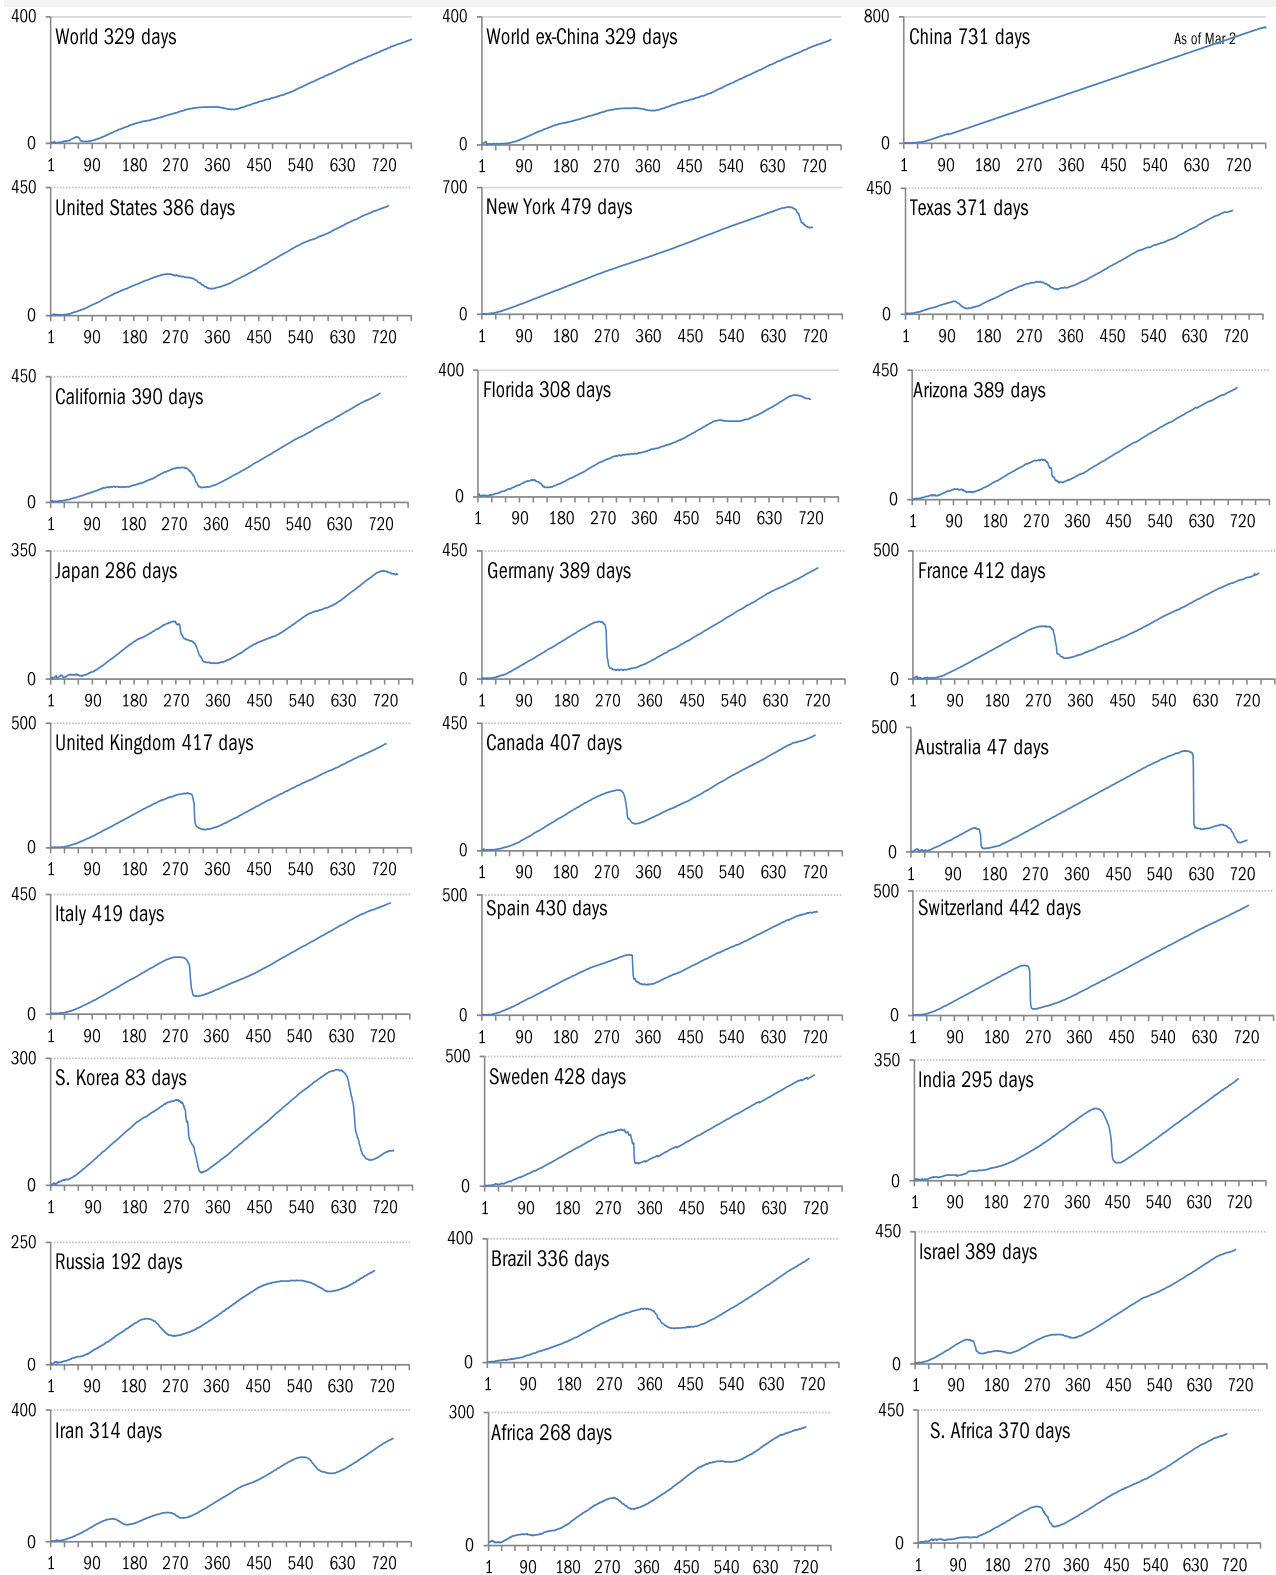 400
World 329 days
0
1 90 180 270 360 450 540 630 720
400
World ex-China 329 days
0
1 90 180 270 360 450 540 630 720
800
China 731 days
As of Mar 2
0
1 90 180 270 360 450 540 630 720
450
United States 386 days
0
1 90 180 270 360 450 540 630 720
700
New York 479 days
0
1 90 180 270 360 450 540 630 720
450
Texas 371 days
0
1 90 180 270 360 450 540 630 720
450
California 390 days
0
1 90 180 270 360 450 540 630 720
400
Florida 308 days
0
1 90 180 270 360 450 540 630 720
450
Arizona 389 days
0
1 90 180 270 360 450 540 630 720
350
Japan 286 days
0
1 90 180 270 360 450 540 630 720
450
Germany 389 days
0
1 90 180 270 360 450 540 630 720
500
France 412 days
0
1 90 180 270 360 450 540 630 720
500
United Kingdom 417 days
0
1 90 180 270 360 450 540 630 720
450
Canada 407 days
0
1 90 180 270 360 450 540 630 720
500
Australia 47 days
0
1 90 180 270 360 450 540 630 720
450
Italy 419 days
0
1 90 180 270 360 450 540 630 720
500
Spain 430 days
0
1 90 180 270 360 450 540 630 720
500
Switzerland 442 days
0
1 90 180 270 360 450 540 630 720
300
S. Korea 83 days
0
1 90 180 270 360 450 540 630 720
500
Sweden 428 days
0
1 90 180 270 360 450 540 630 720
350
India 295 days
0
1 90 180 270 360 450 540 630 720
250
Russia 192 days
0
1 90 180 270 360 450 540 630 720
400
Brazil 336 days
0
1 90 180 270 360 450 540 630 720
450
Israel 389 days
0
1 90 180 270 360 450 540 630 720
400
Iran 314 days
0
1 90 180 270 360 450 540 630 720
300
Africa 268 days
0
1 90 180 270 360 450 540 630 720
450
S. Africa 370 days
0
1 90 180 270 360 450 540 630 720